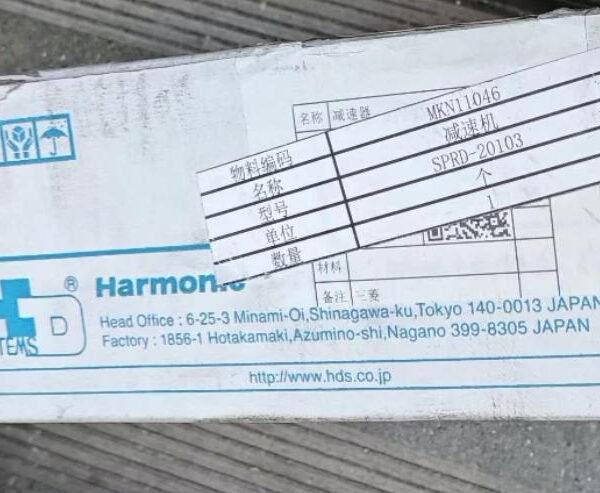 名称 减速器
物料编码 MKN11046
名称 减速机
型号 SPRD-20103
单位 个
数量 1
材料
备注 三菱
® Harmonic
D
TEMS
Head Office : 6-25-3 Minami-Oi,Shinagawa-ku,Tokyo 140-0013 JAPAN
Factory : 1856-1 Hotakamaki,Azumino-shi,Nagano 399-8305 JAPAN
http://www.hds.co.jp